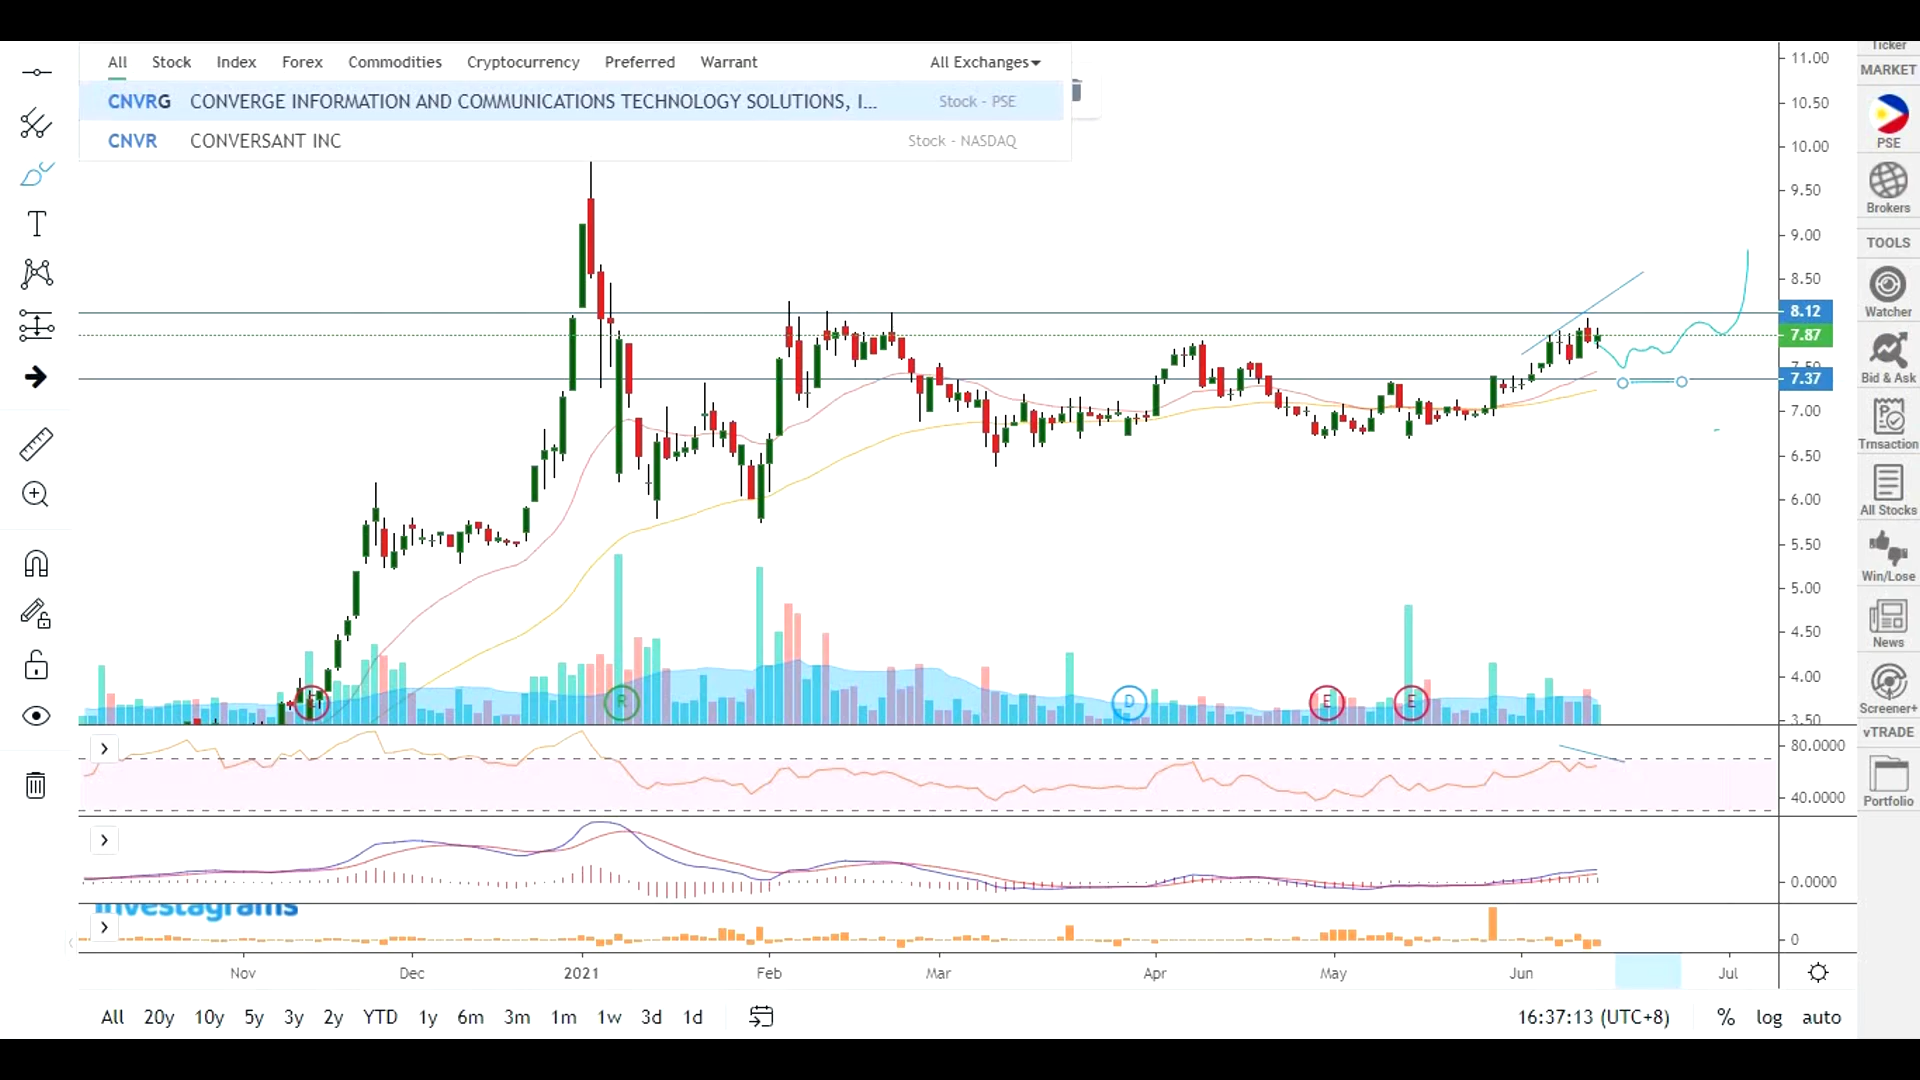 All Stock Index Forex Commodities Cryptocurrency Preferred Warrant All Exchanges
CNVRG CONVERGE INFORMATION AND COMMUNICATIONS TECHNOLOGY SOLUTIONS, I... Stock - PSE
CNVR CONVERSANT INC Stock - NASDAQ
11.00
10.50
10.00
9.50
9.00
8.50
8.12
7.87
7.37
7.00
6.50
6.00
5.50
5.00
4.50
4.00
3.50
R D E E
80.0000
40.0000
0.0000
Investagrams
0
Nov Dec 2021 Feb Mar Apr May Jun Jul
All 20y 10y 5y 3y 2y YTD 1y 6m 3m 1m 1w 3d 1d 16:37:13 (UTC+8) % log auto
Ticker
MARKET
PSE
Brokers
TOOLS
Watcher
Bid & Ask
Trnsaction
All Stocks
Win/Lose
News
Screener+
vTRADE
Portfolio